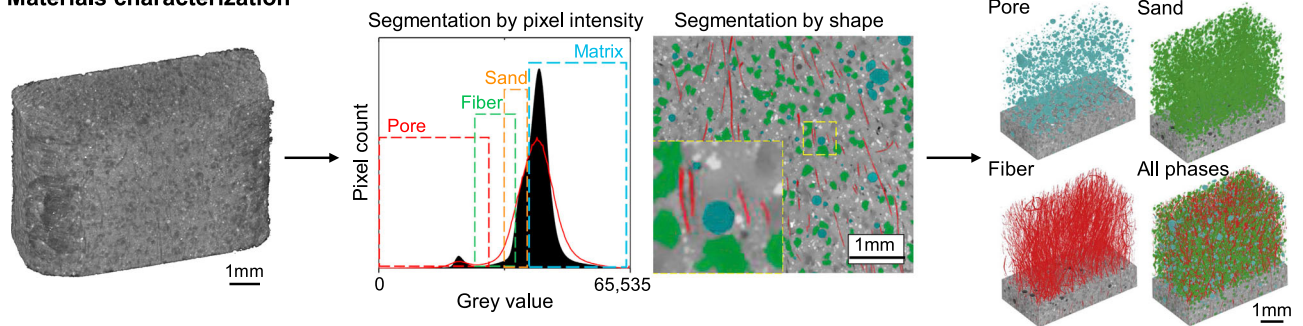 Materials characterization
1mm
Segmentation by pixel intensity
Matrix
Sand
Fiber
Pore
Pixel count
0
65,535
Grey value
Segmentation by shape
1mm
Pore
Sand
Fiber
All phases
1mm